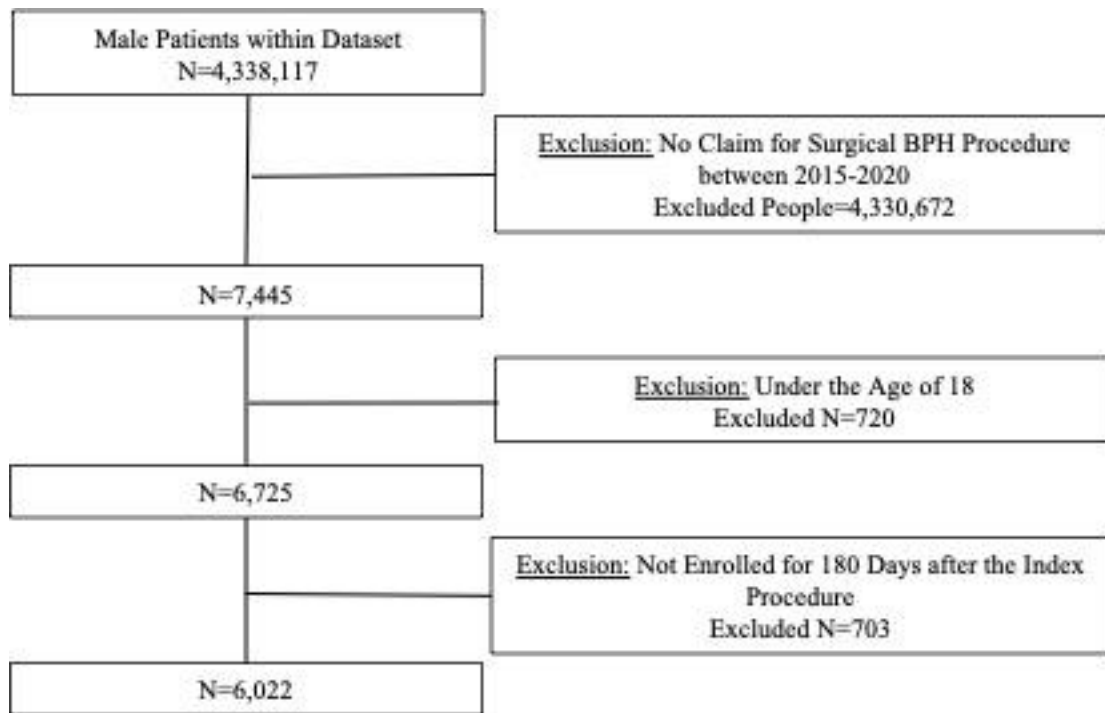 Male Patients within Dataset
N=4,338,117
Exclusion: No Claim for Surgical BPH Procedure
between 2015-2020
Excluded People=4,330,672
N=7,445
Exclusion: Under the Age of 18
Excluded N=720
N=6,725
Exclusion: Not Enrolled for 180 Days after the Index
Procedure
Excluded N=703
N=6,022